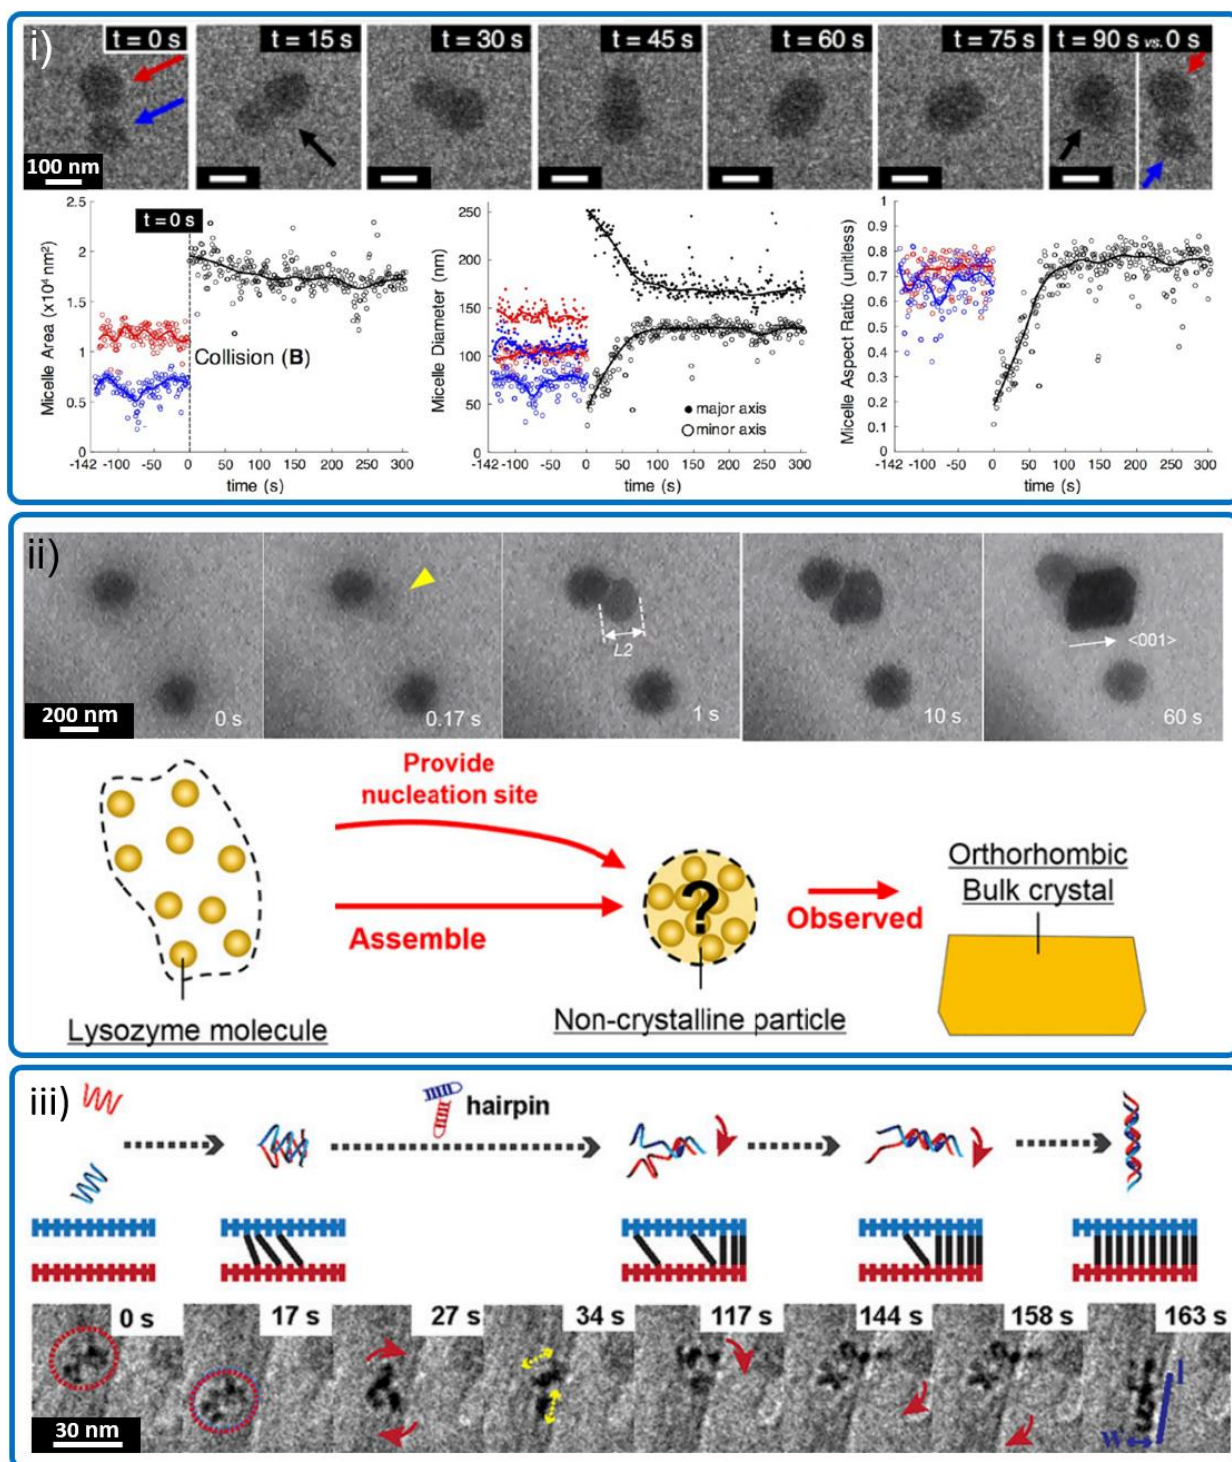 i)
t = 0 s
t = 15 s
t = 30 s
t = 45 s
t = 60 s
t = 75 s
t = 90 s vs. 0 s
100 nm
2.5
2
1.5
1
0.5
0
Micelle Area (x10⁴ nm²)
t = 0 s
Collision (B)
-142 -100 -50 0 50 100 150 200 250 300
time (s)
250
200
150
100
50
0
Micelle Diameter (nm)
major axis
minor axis
-142 -100 -50 0 50 100 150 200 250 300
time (s)
1
0.9
0.8
0.7
0.6
0.5
0.4
0.3
0.2
0.1
0
Micelle Aspect Ratio (unitless)
-142 -100 -50 0 50 100 150 200 250 300
time (s)
ii)
L2
<001>
200 nm
0 s
0.17 s
1 s
10 s
60 s
Provide
nucleation site
Assemble
?
Observed
Orthorhombic
Bulk crystal
Lysozyme molecule
Non-crystalline particle
iii)
hairpin
0 s
17 s
27 s
34 s
117 s
144 s
158 s
163 s
l
W
30 nm